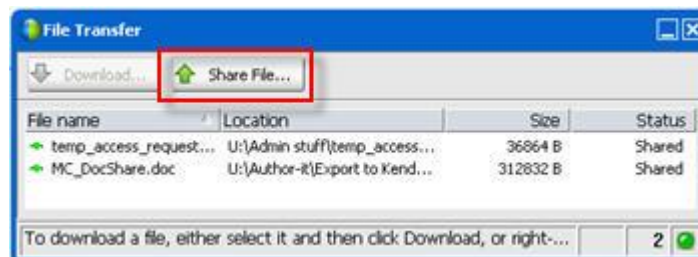 File Transfer
Download... Share File...
File name Location Size Status
temp_access_request... U:\Admin stuff\temp_access... 36864 B Shared
MC_DocShare.doc U:\Author-it\Export to Kend... 312832 B Shared
To download a file, either select it and then click Download, or right-... 2